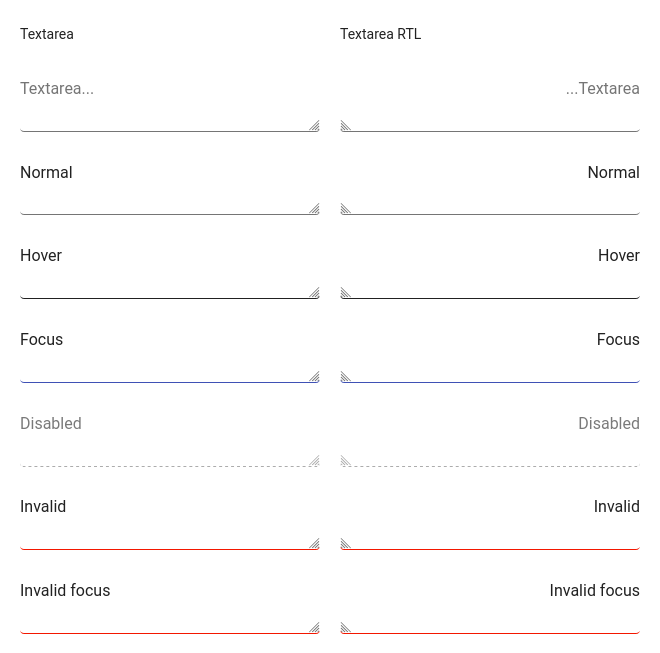 Textarea
Textarea RTL
Textarea...
...Textarea
Normal
Normal
Hover
Hover
Focus
Focus
Disabled
Disabled
Invalid
Invalid
Invalid focus
Invalid focus